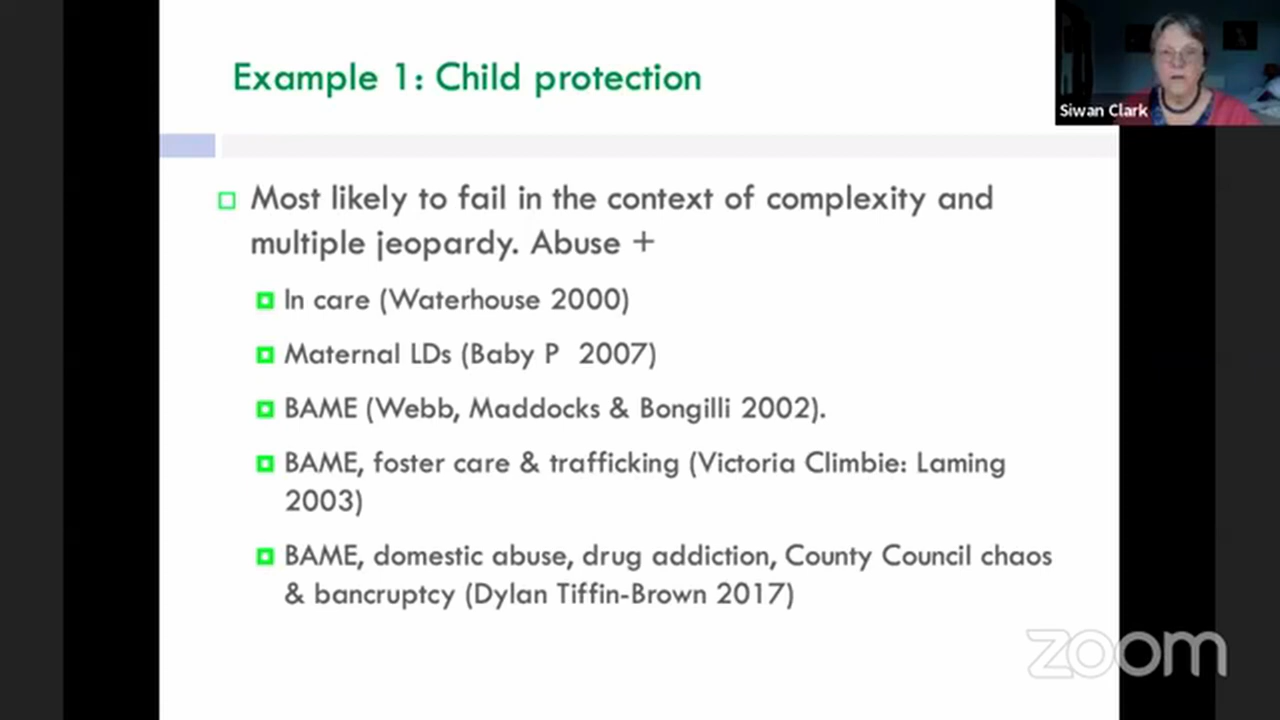 Example 1: Child protection
Siwan Clark
Most likely to fail in the context of complexity and
multiple jeopardy. Abuse +
In care (Waterhouse 2000)
Maternal LDs (Baby P 2007)
BAME (Webb, Maddocks & Bongilli 2002).
BAME, foster care & trafficking (Victoria Climbie: Laming
2003)
BAME, domestic abuse, drug addiction, County Council chaos
& bancruptcy (Dylan Tiffin-Brown 2017)
zoom